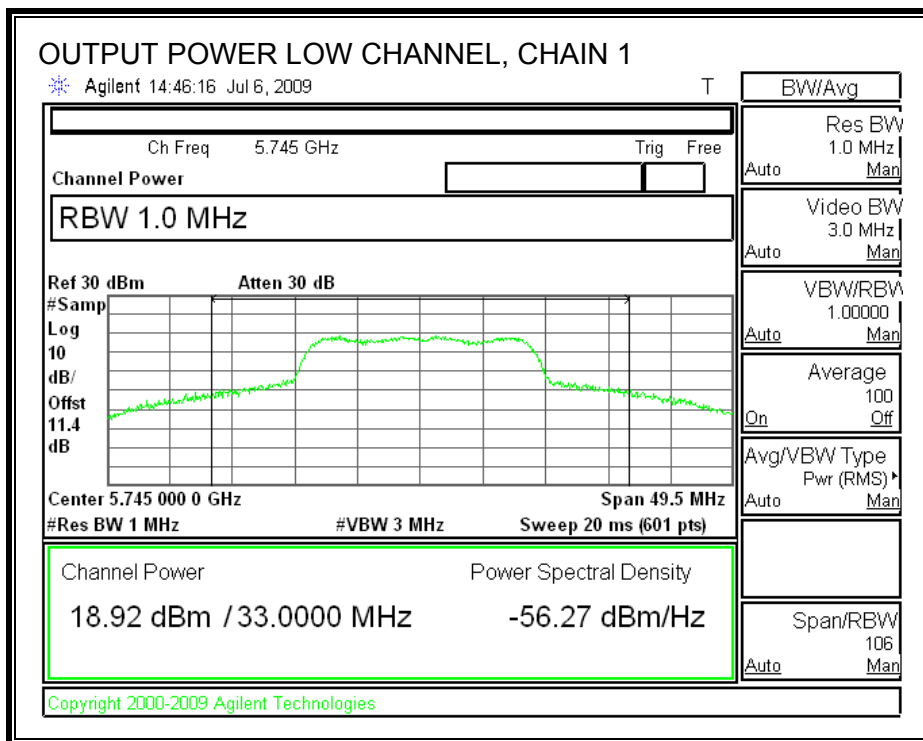 OUTPUT POWER LOW CHANNEL, CHAIN 1
Agilent 14:46:16 Jul 6, 2009 T
Ch Freq 5.745 GHz Trig Free
Channel Power
RBW 1.0 MHz
Ref 30 dBm Atten 30 dB
#Samp
Log
10
dB/
Offst
11.4
dB
Center 5.745 000 0 GHz Span 49.5 MHz
#Res BW 1 MHz #VBW 3 MHz Sweep 20 ms (601 pts)
Channel Power Power Spectral Density
18.92 dBm / 33.0000 MHz -56.27 dBm/Hz
Copyright 2000-2009 Agilent Technologies
BW/Avg
Res BW
1.0 MHz
Auto Man
Video BW
3.0 MHz
Auto Man
VBW/RBW
1.00000
Auto Man
Average
100
On Off
Avg/VBW Type
Pwr (RMS)
Auto Man
Span/RBW
106
Auto Man